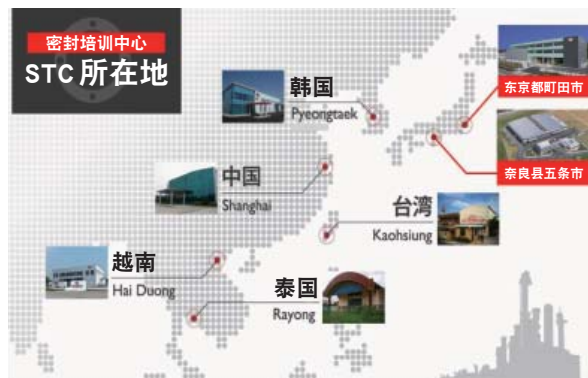 密封培训中心
STC 所在地
韩国
Pyeongtaek
东京都町田市
奈良县五条市
中国
Shanghai
台湾
Kaohsiung
越南
Hai Duong
泰国
Rayong